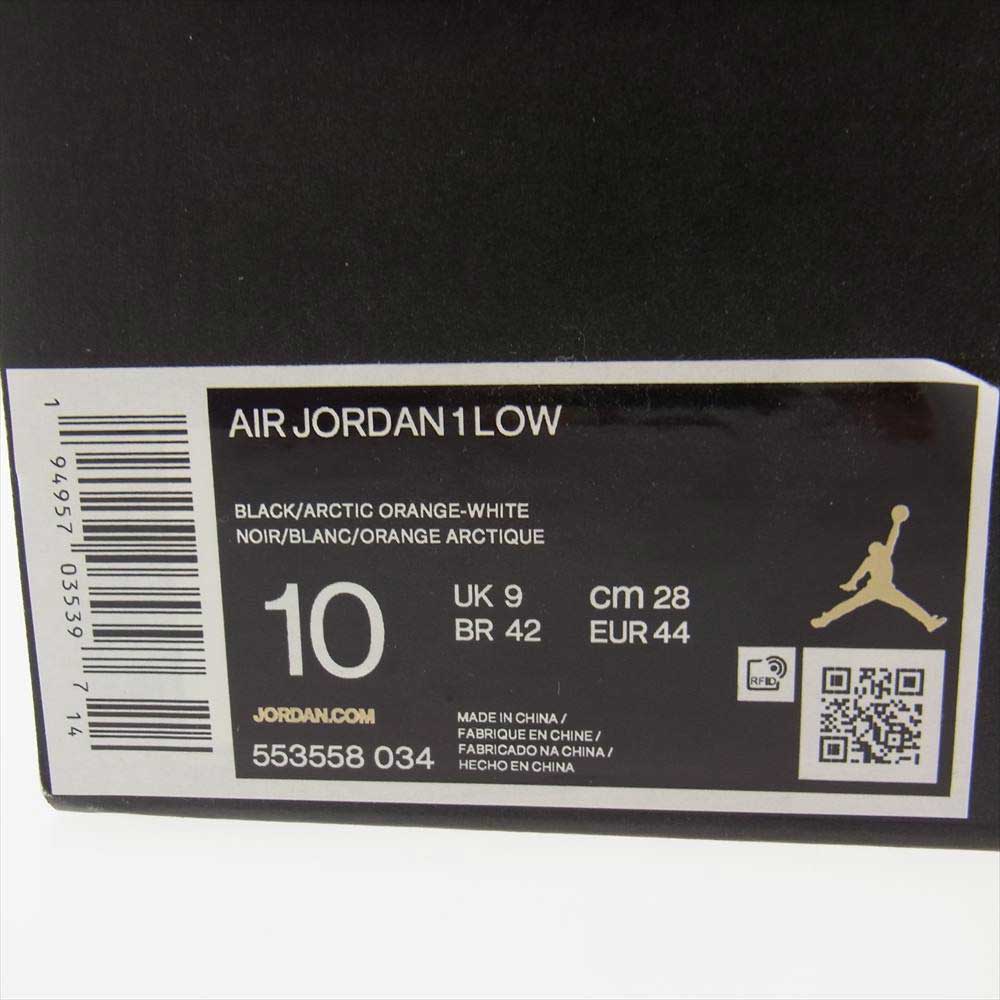 AIR JORDAN 1 LOW
BLACK/ARCTIC ORANGE-WHITE
NOIR/BLANC/ORANGE ARCTIQUE
10
UK 9
cm 28
BR 42
EUR 44
RFID
JORDAN.COM
553558 034
MADE IN CHINA /
FABRIQUE EN CHINE /
FABRICADO NA CHINA /
HECHO EN CHINA
1 94957 03539 7 14